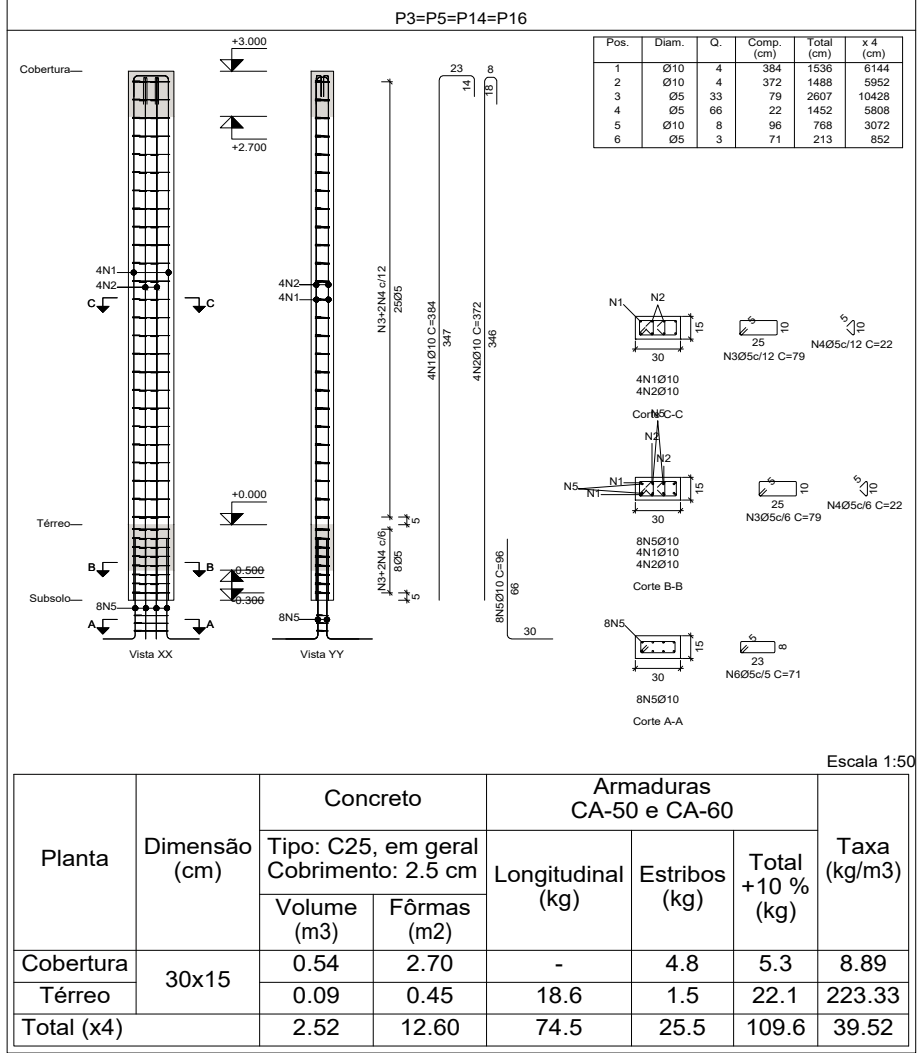 P3=P5=P14=P16
Pos. Diam. Q. Comp. (cm) Total (cm) x 4 (cm)
1 Ø10 4 384 1536 6144
2 Ø10 4 372 1488 5952
3 Ø5 33 79 2607 10428
4 Ø5 66 22 1452 5808
5 Ø10 8 96 768 3072
6 Ø5 3 71 213 852
+3.000
Cobertura
+2.700
4N1
4N2
C C
+0.000
Térreo
B B
-0.500
-0.300
Subsolo
8N5
A A
Vista XX
4N2
4N1
8N5
Vista YY
N3+2N4 c/12
25Ø5
5
N3+2N4 c/6
8Ø5
5
23
14
4N1Ø10 C=384
347
8
18
4N2Ø10 C=372
346
8N5Ø10 C=96
66
30
N1 N2
15
30
4N1Ø10
4N2Ø10
Corte C-C
5
10
25
N3Ø5c/12 C=79
5
10
N4Ø5c/12 C=22
N5
N2
N2
N1
N5
N1
15
30
8N5Ø10
4N1Ø10
4N2Ø10
Corte B-B
5
10
25
N3Ø5c/6 C=79
5
10
N4Ø5c/6 C=22
8N5
15
30
8N5Ø10
Corte A-A
5
8
23
N6Ø5c/5 C=71
Escala 1:50
Planta
Dimensão
(cm)
Concreto
Tipo: C25, em geral
Cobrimento: 2.5 cm
Volume
(m3)
Fôrmas
(m2)
Armaduras
CA-50 e CA-60
Longitudinal
(kg)
Estribos
(kg)
Total
+10 %
(kg)
Taxa
(kg/m3)
Cobertura 30x15 0.54 2.70 - 4.8 5.3 8.89
Térreo 0.09 0.45 18.6 1.5 22.1 223.33
Total (x4) 2.52 12.60 74.5 25.5 109.6 39.52